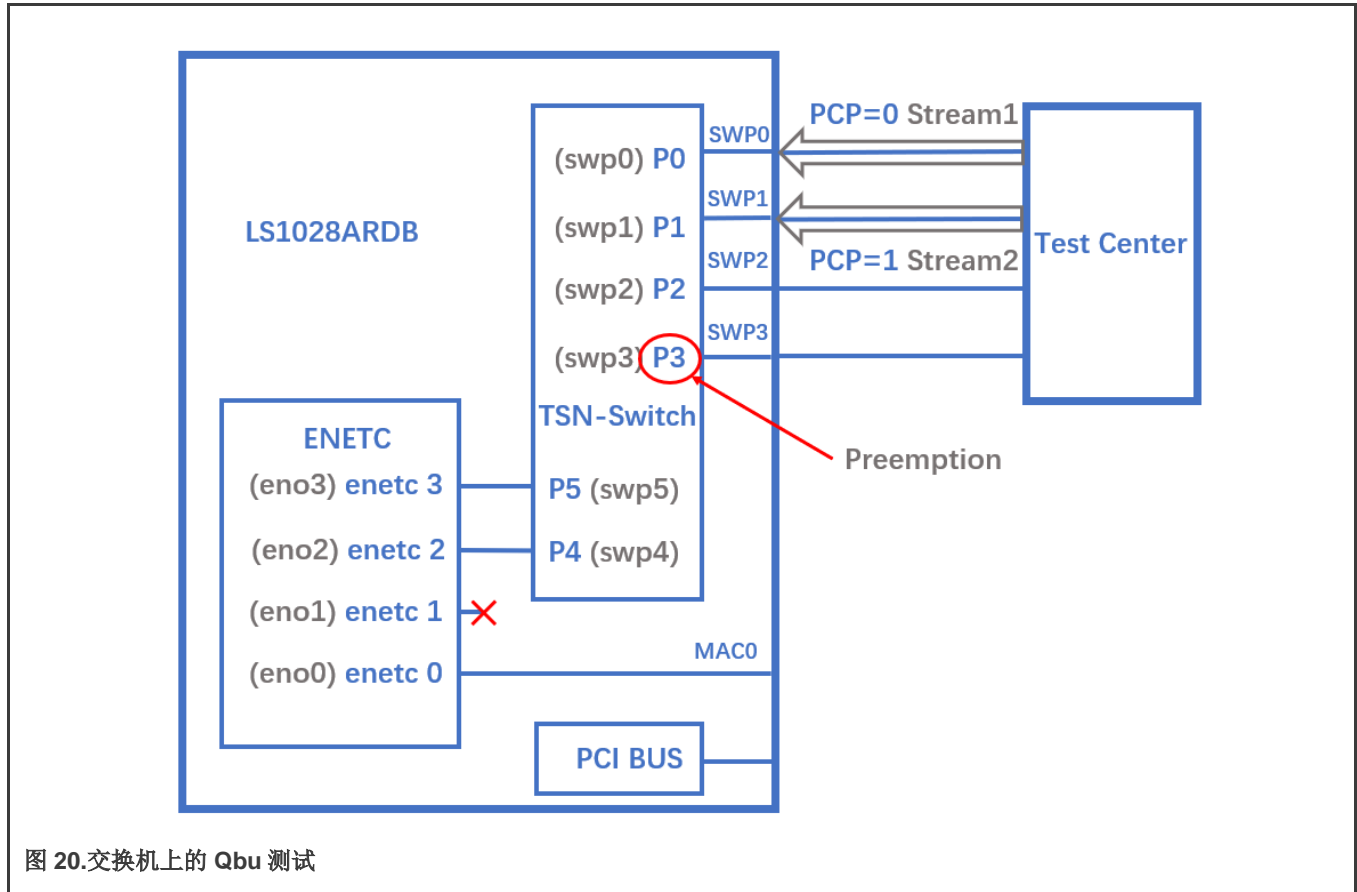 PCP=0 Stream1
SWP0
(swp0) P0
SWP1
(swp1) P1
LS1028ARDB
Test Center
PCP=1 Stream2
SWP2
(swp2) P2
SWP3
(swp3) P3
TSN-Switch
Preemption
ENETC
(eno3) enetc 3
P5 (swp5)
(eno2) enetc 2
P4 (swp4)
(eno1) enetc 1
MAC0
(eno0) enetc 0
PCI BUS
图 20.交换机上的 Qbu 测试